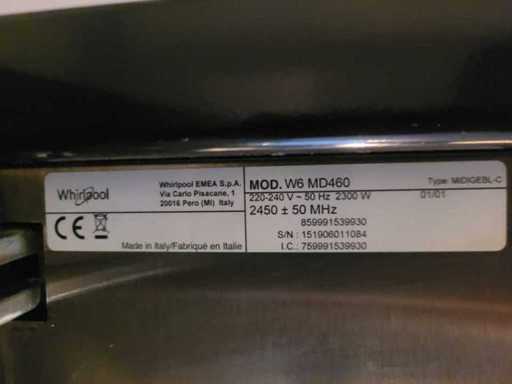 Whirlpool
Whirlpool EMEA S.p.A.
Via Carlo Pisacane, 1
20016 Pero (MI) Italy
CE
Made in Italy/Fabriqué en Italie
MOD. W6 MD460
Type: MIDIGEBL-C
220-240 V ~ 50 Hz 2300 W
01/01
2450 ± 50 MHz
859991539930
S/N : 151906011084
I.C.: 759991539930